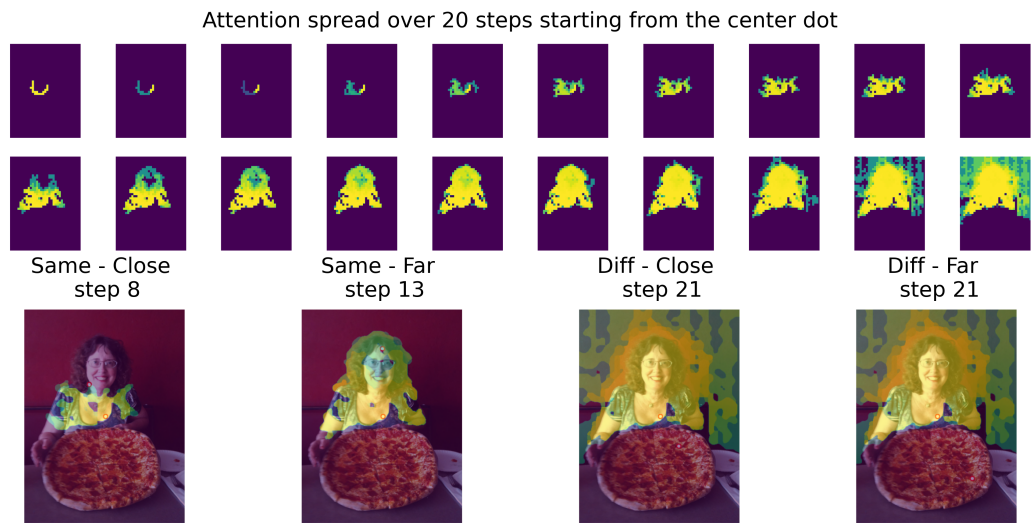 Attention spread over 20 steps starting from the center dot
Same - Close
step 8
Same - Far
step 13
Diff - Close
step 21
Diff - Far
step 21